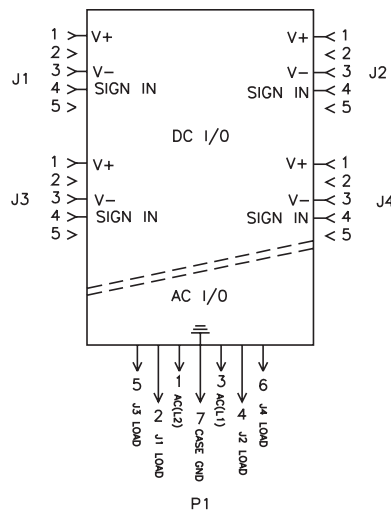 1 V+ V+ 1
2 2
J1 3 V- V- 3 J2
4 SIGN IN SIGN IN 4
5 5
DC I/O
1 V+ V+ 1
2 2
J3 3 V- V- 3 J4
4 SIGN IN SIGN IN 4
5 5
AC I/O
5 J3 LOAD
2 J1 LOAD
1 AC(L2)
7 CASE GND
3 AC(L1)
4 J2 LOAD
6 J4 LOAD
P1